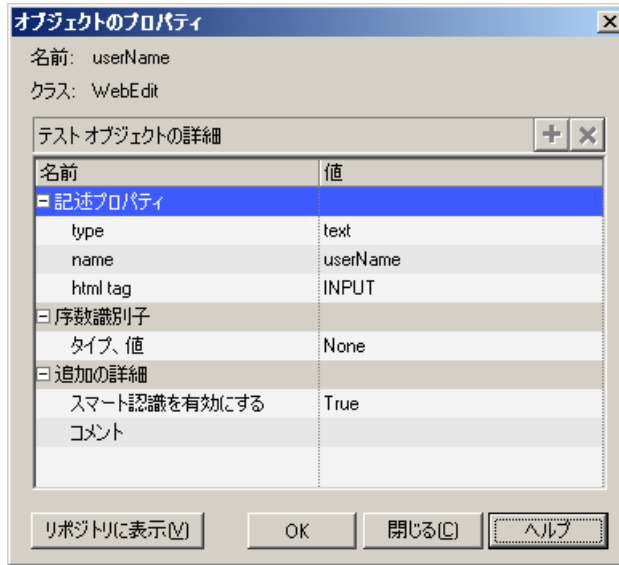 オブジェクトのプロパティ
名前: userName
クラス: WebEdit
テスト オブジェクトの詳細
名前 値
記述プロパティ
type text
name userName
html tag INPUT
序数識別子
タイプ、値 None
追加の詳細
スマート認識を有効にする True
コメント
リポジトリに表示(V) OK 閉じる(C) ヘルプ